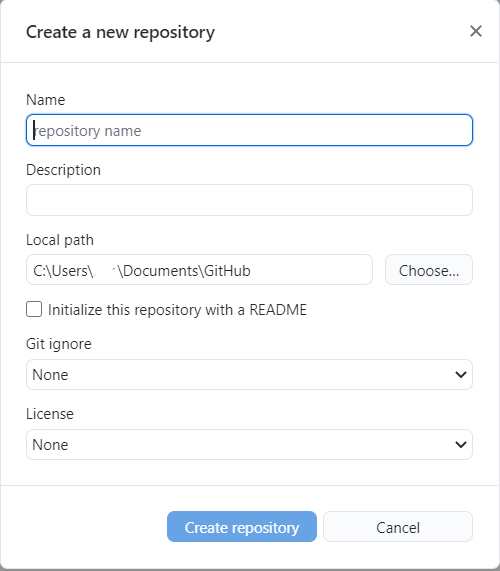 Create a new repository
Name
repository name
Description
Local path
C:\Users\ \Documents\GitHub
Choose...
Initialize this repository with a README
Git ignore
None
License
None
Create repository
Cancel